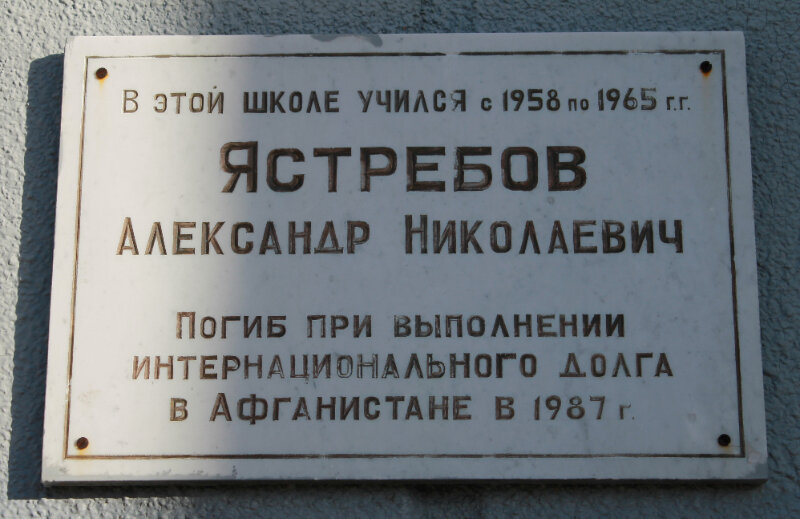 В этой школе учился с 1958 по 1965 г.г.
ЯСТРЕБОВ
Александр Николаевич
Погиб при выполнении
интернационального долга
в Афганистане в 1987 г.